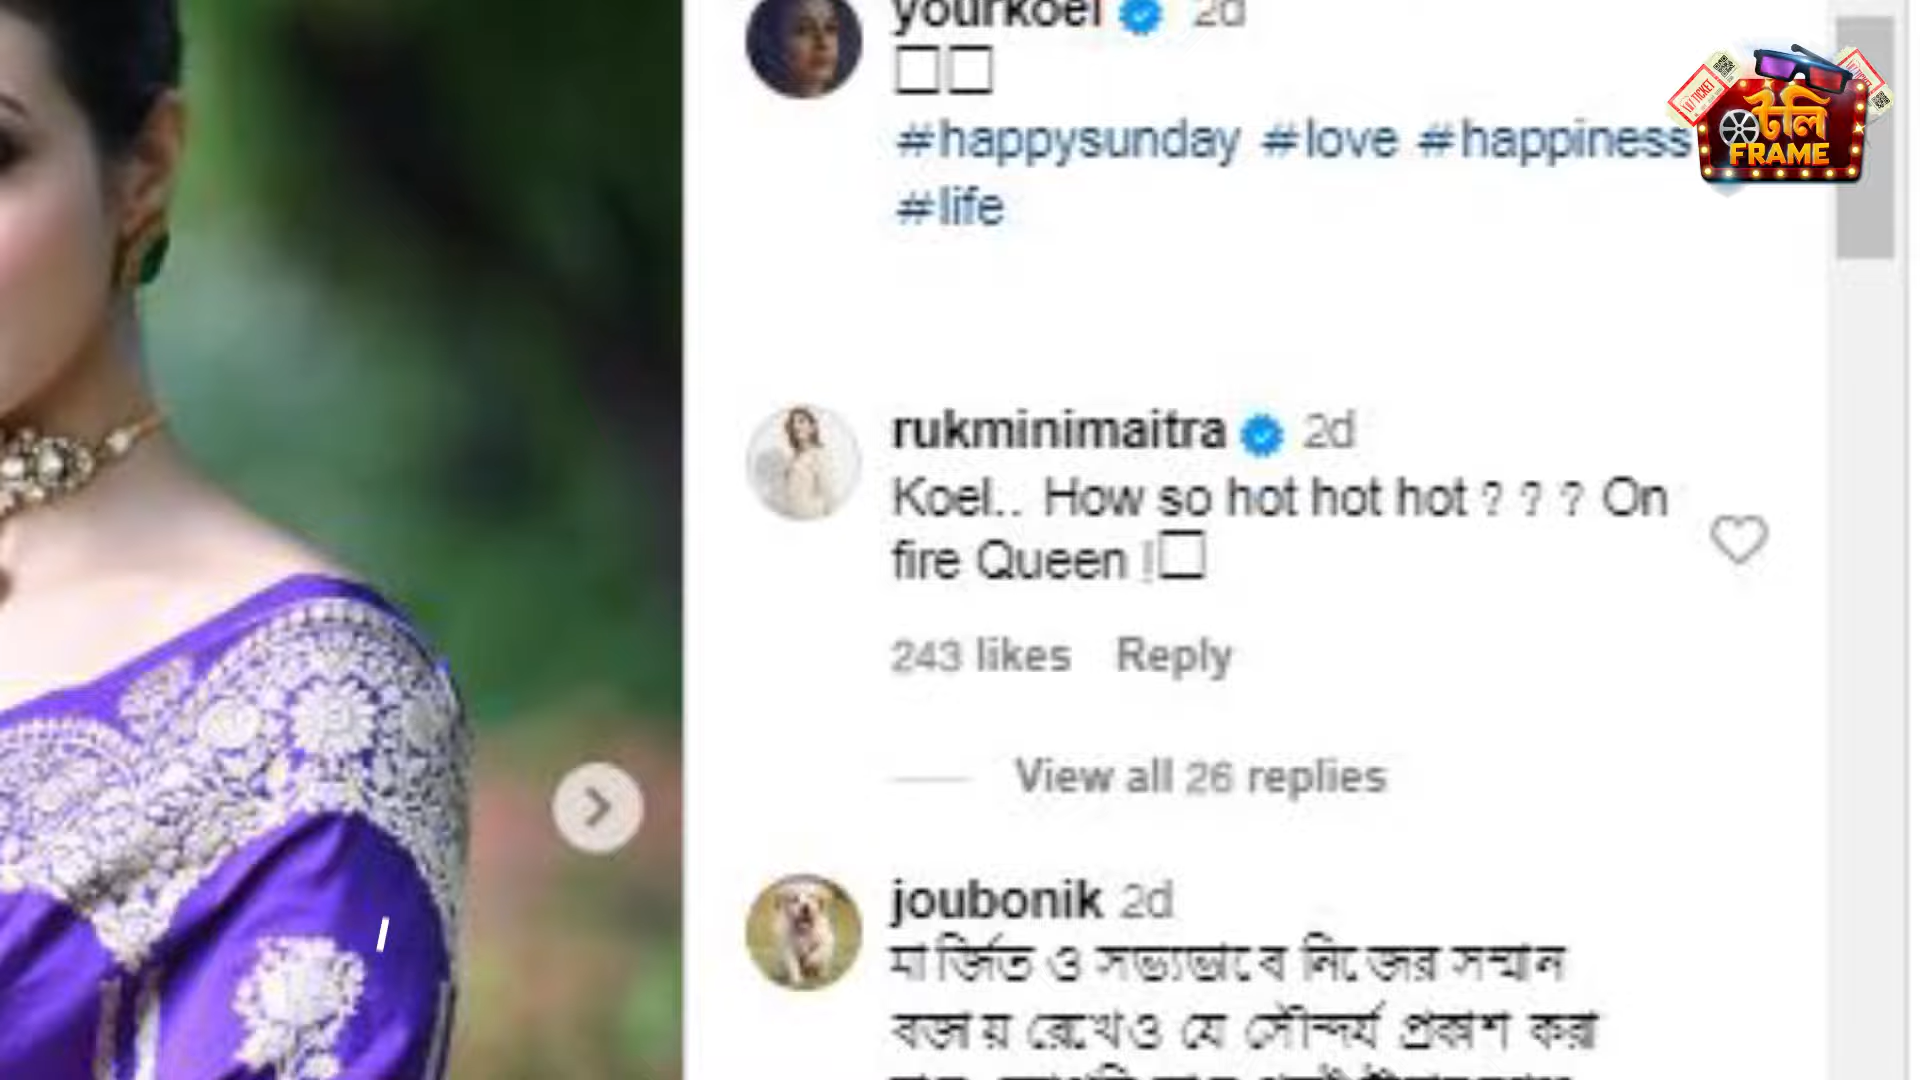 yourkoel 2d
#happysunday #love #happiness
#life
টলি
FRAME
TICKET
rukminimaitra 2d
Koel.. How so hot hot hot ? ? ? On
fire Queen !
243 likes Reply
View all 26 replies
joubonik 2d
মার্জিত ও সভ্যভাবে নিজের সম্মান
বজায় রেখেও যে সৌন্দর্য প্রকাশ করা